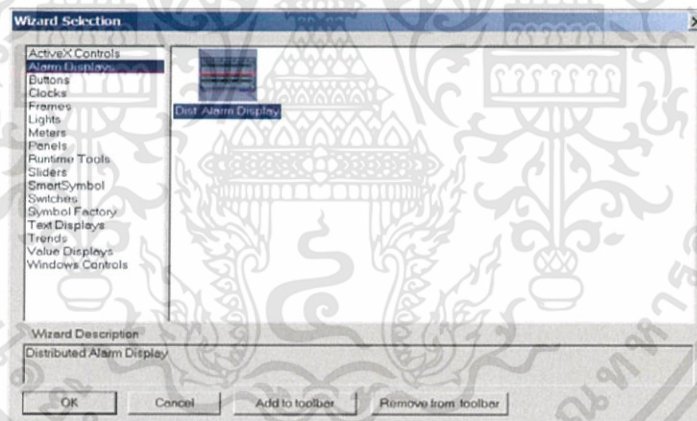 Wizard Selection
ActiveX Controls
Alarm Displays
Buttons
Clocks
Frames
Lights
Meters
Panels
Runtime Tools
Sliders
SmartSymbol
Switches
Symbol Factory
Text Displays
Trends
Value Displays
Windows Controls
Dist. Alarm Display
Wizard Description
Distributed Alarm Display
OK
Cancel
Add to toolbar
Remove from toolbar